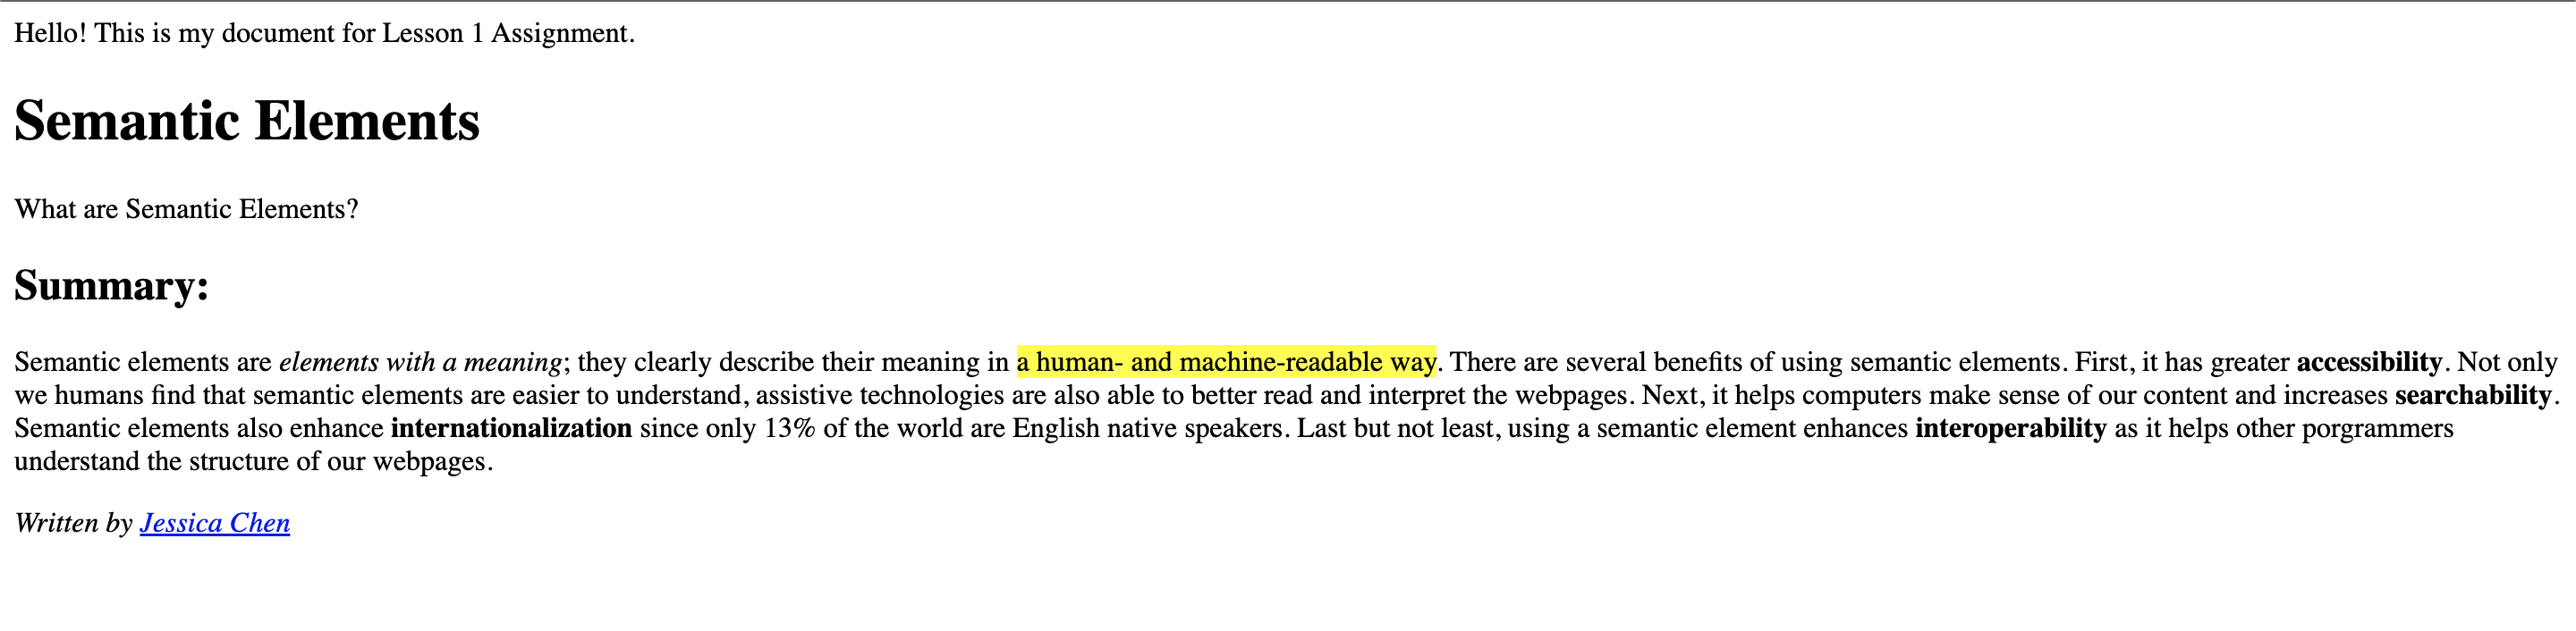 Hello! This is my document for Lesson 1 Assignment.
Semantic Elements
What are Semantic Elements?
Summary:
Semantic elements are elements with a meaning; they clearly describe their meaning in a human- and machine-readable way. There are several benefits of using semantic elements. First, it has greater accessibility. Not only
we humans find that semantic elements are easier to understand, assistive technologies are also able to better read and interpret the webpages. Next, it helps computers make sense of our content and increases searchability.
Semantic elements also enhance internationalization since only 13% of the world are English native speakers. Last but not least, using a semantic element enhances interoperability as it helps other porgrammers
understand the structure of our webpages.
Written by Jessica Chen